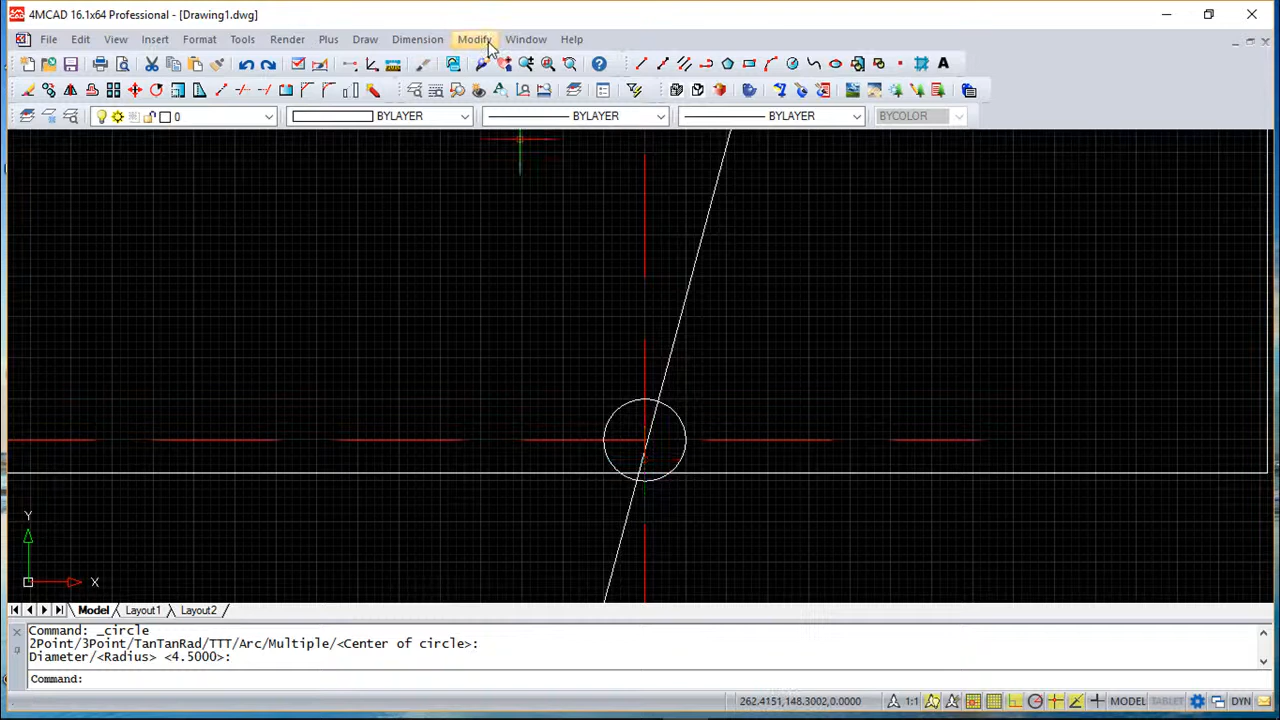 4MCAD 16.1x64 Professional - [Drawing1.dwg]
File Edit View Insert Format Tools Render Plus Draw Dimension Modify Window Help
0 BYLAYER BYLAYER BYLAYER BYCOLOR
Y
X
Model Layout1 Layout2
Command: _circle
2Point/3Point/TanTanRad/TTT/Arc/Multiple/<Center of circle>:
Diameter/<Radius> <4.5000>:
Command:
262.4151,148.3002,0.0000 1:1 MODEL TABLET DYN